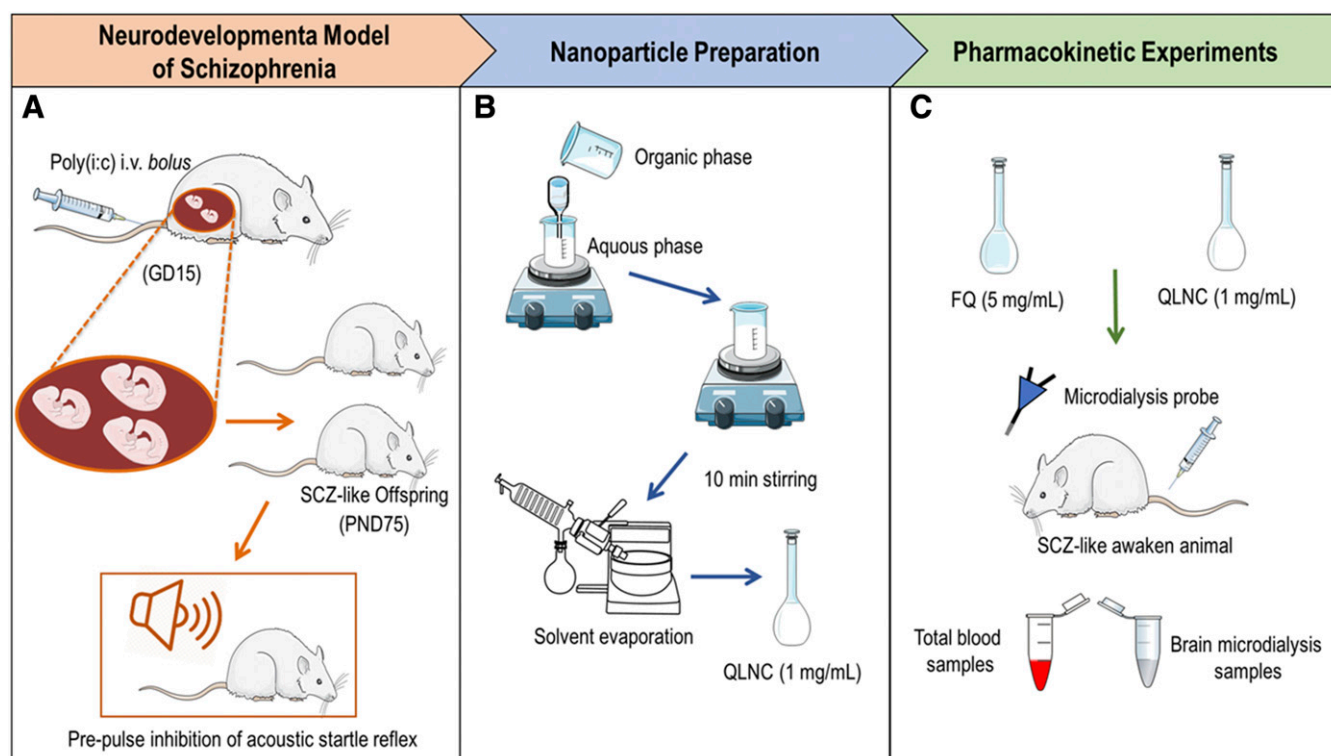 Neurodevelopmenta Model
of Schizophrenia
Nanoparticle Preparation
Pharmacokinetic Experiments
A
Poly(i:c) i.v. bolus
(GD15)
SCZ-like Offspring
(PND75)
Pre-pulse inhibition of acoustic startle reflex
B
Organic phase
Aquous phase
10 min stirring
Solvent evaporation
QLNC (1 mg/mL)
C
FQ (5 mg/mL)
QLNC (1 mg/mL)
Microdialysis probe
SCZ-like awaken animal
Total blood
samples
Brain microdialysis
samples